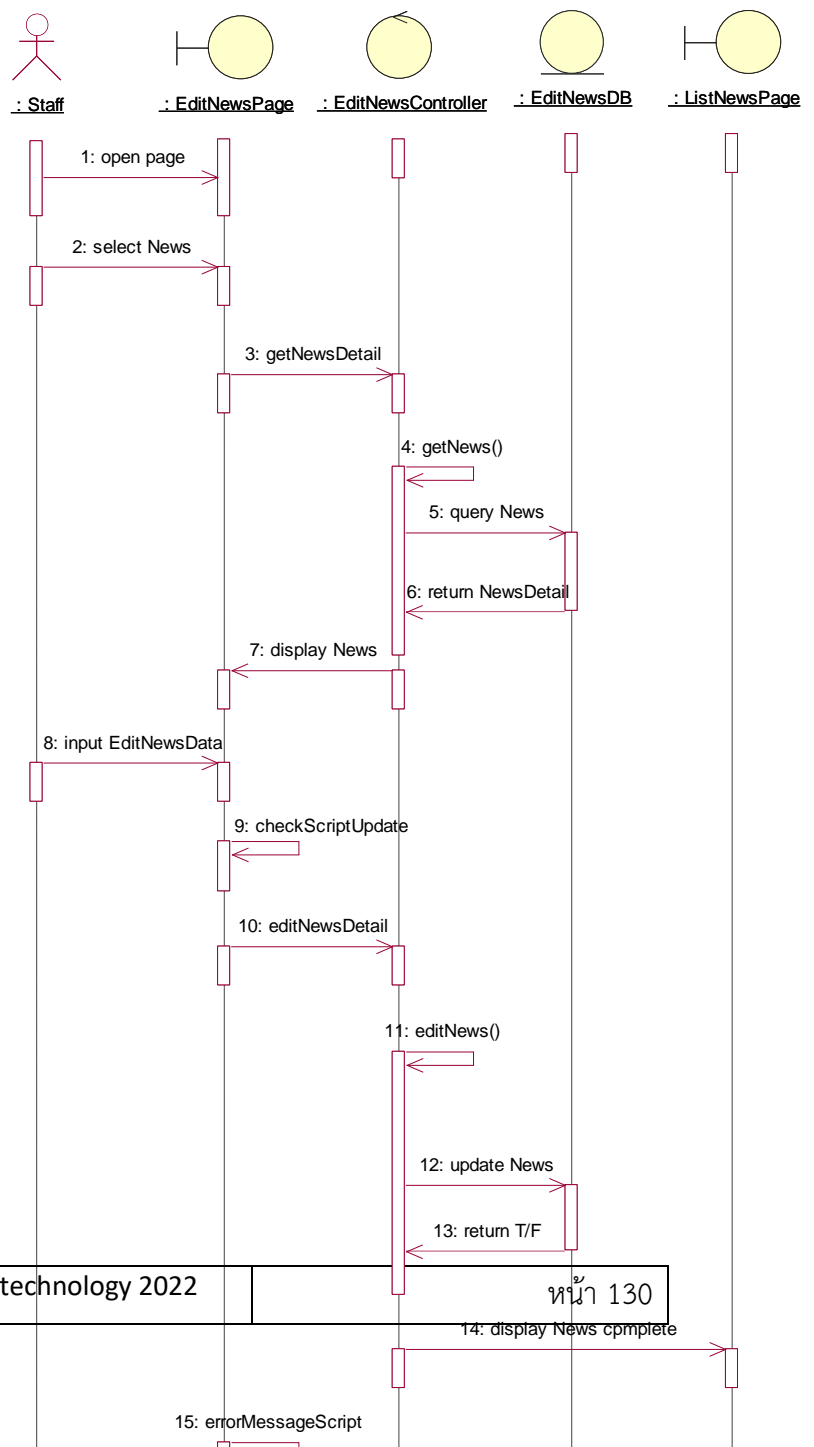 : Staff
: EditNewsPage
: EditNewsController
: EditNewsDB
: ListNewsPage
1: open page
2: select News
3: getNewsDetail
4: getNews()
5: query News
6: return NewsDetail
7: display News
8: input EditNewsData
9: checkScriptUpdate
10: editNewsDetail
11: editNews()
12: update News
13: return T/F
technology 2022
หน้า 130
14: display News cpmplete
15: errorMessageScript